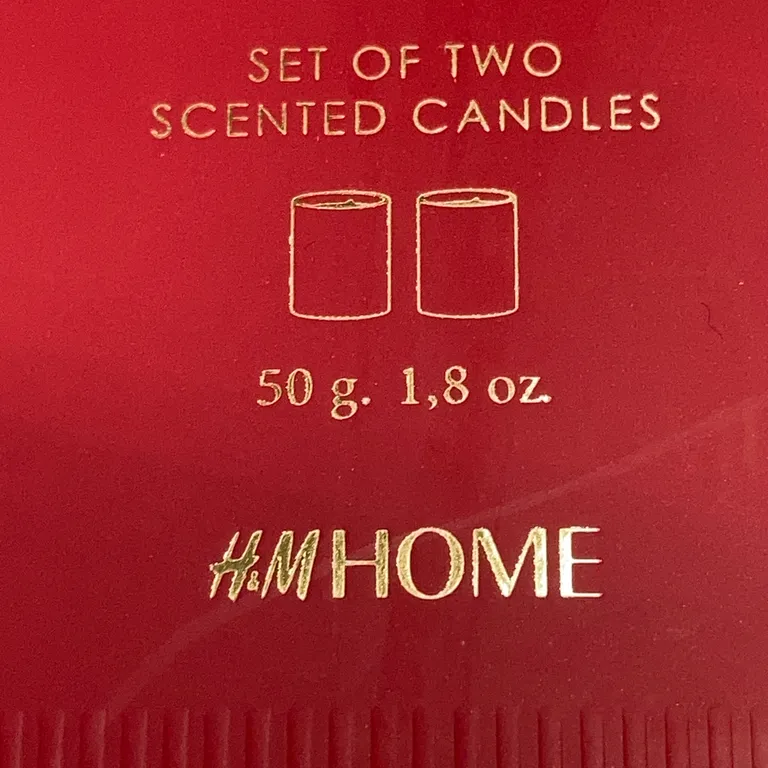 SET OF TWO
SCENTED CANDLES
50 g. 1,8 oz.
H&M HOME